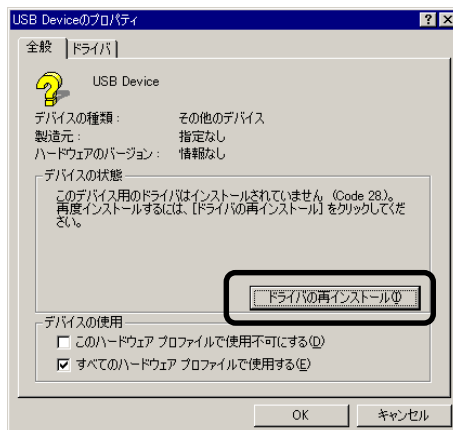 USB Deviceのプロパティ
全般 ドライバ
USB Device
デバイスの種類: その他のデバイス
製造元: 指定なし
ハードウェアのバージョン: 情報なし
デバイスの状態
このデバイス用のドライバはインストールされていません (Code 28.)。
再度インストールするには、[ドライバの再インストール] をクリックしてくだ
さい。
ドライバの再インストール(I)
デバイスの使用
このハードウェア プロファイルで使用不可にする(D)
すべてのハードウェア プロファイルで使用する(E)
OK キャンセル